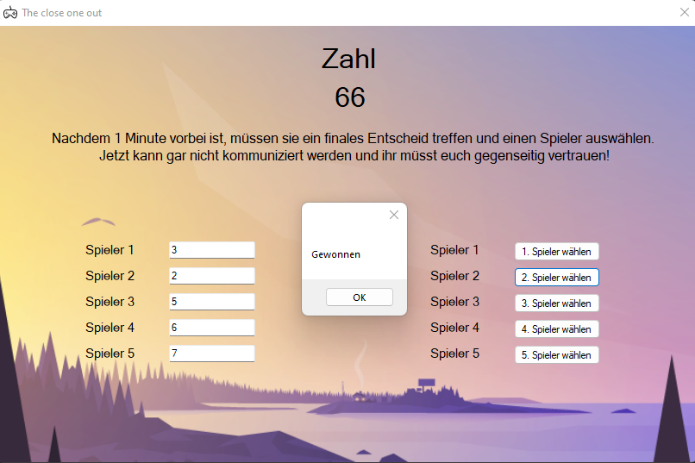 The close one out
Zahl
66
Nachdem 1 Minute vorbei ist, müssen sie ein finales Entscheid treffen und einen Spieler auswählen.
Jetzt kann gar nicht kommuniziert werden und ihr müsst euch gegenseitig vertrauen!
Gewonnen
OK
Spieler 1 3
Spieler 2 2
Spieler 3 5
Spieler 4 6
Spieler 5 7
Spieler 1 1. Spieler wählen
Spieler 2 2. Spieler wählen
Spieler 3 3. Spieler wählen
Spieler 4 4. Spieler wählen
Spieler 5 5. Spieler wählen